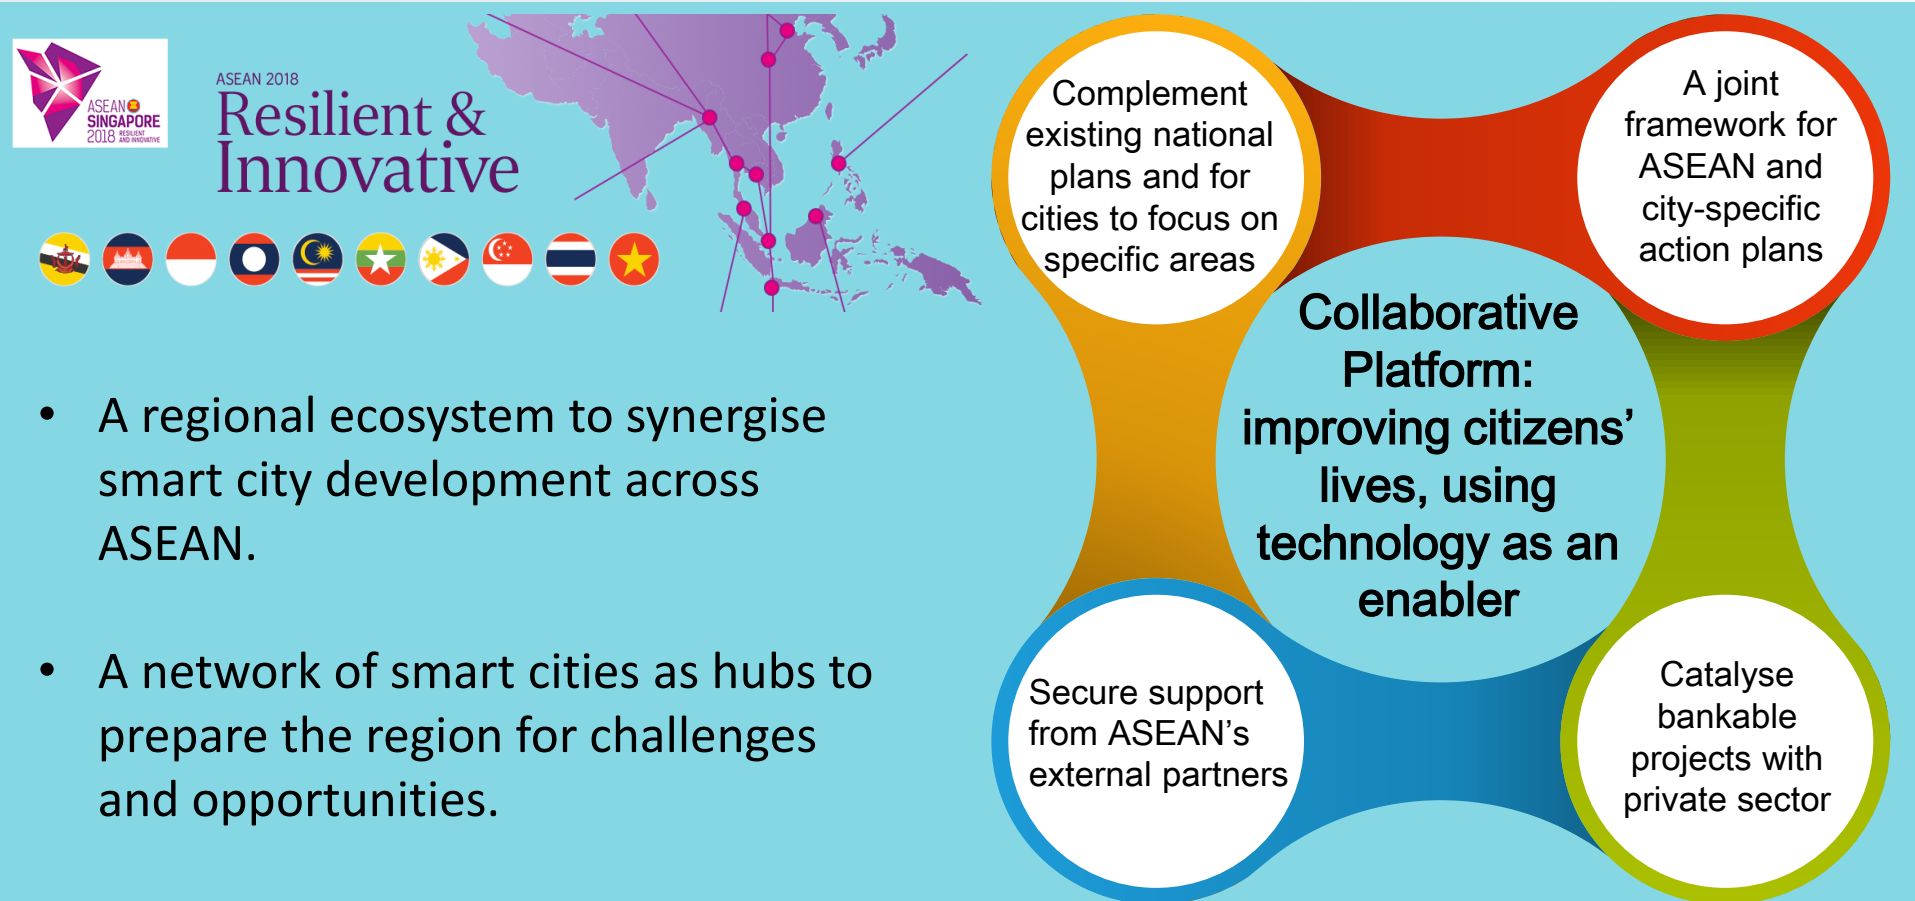 ASEAN
SINGAPORE
2018 RESILIENT
AND INNOVATIVE
ASEAN 2018
Resilient &
Innovative
• A regional ecosystem to synergise
smart city development across
ASEAN.
• A network of smart cities as hubs to
prepare the region for challenges
and opportunities.
Complement
existing national
plans and for
cities to focus on
specific areas
A joint
framework for
ASEAN and
city-specific
action plans
Collaborative
Platform:
improving citizens’
lives, using
technology as an
enabler
Secure support
from ASEAN’s
external partners
Catalyse
bankable
projects with
private sector